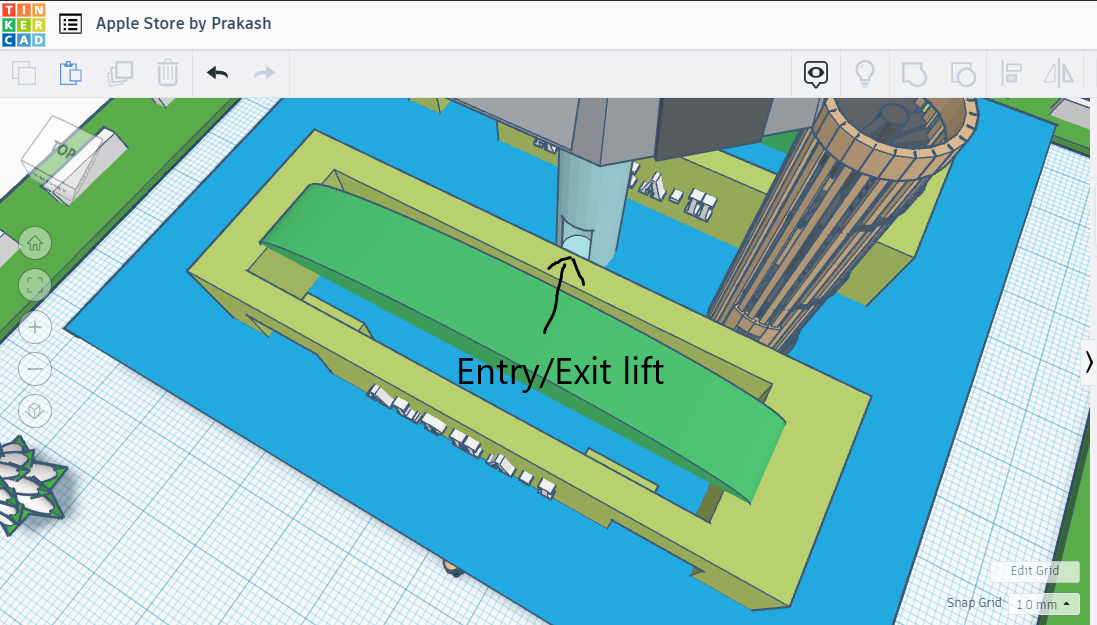 TIN
KER
CAD
Apple Store by Prakash
TOP
Entry/Exit lift
Edit Grid
Snap Grid 1.0 mm